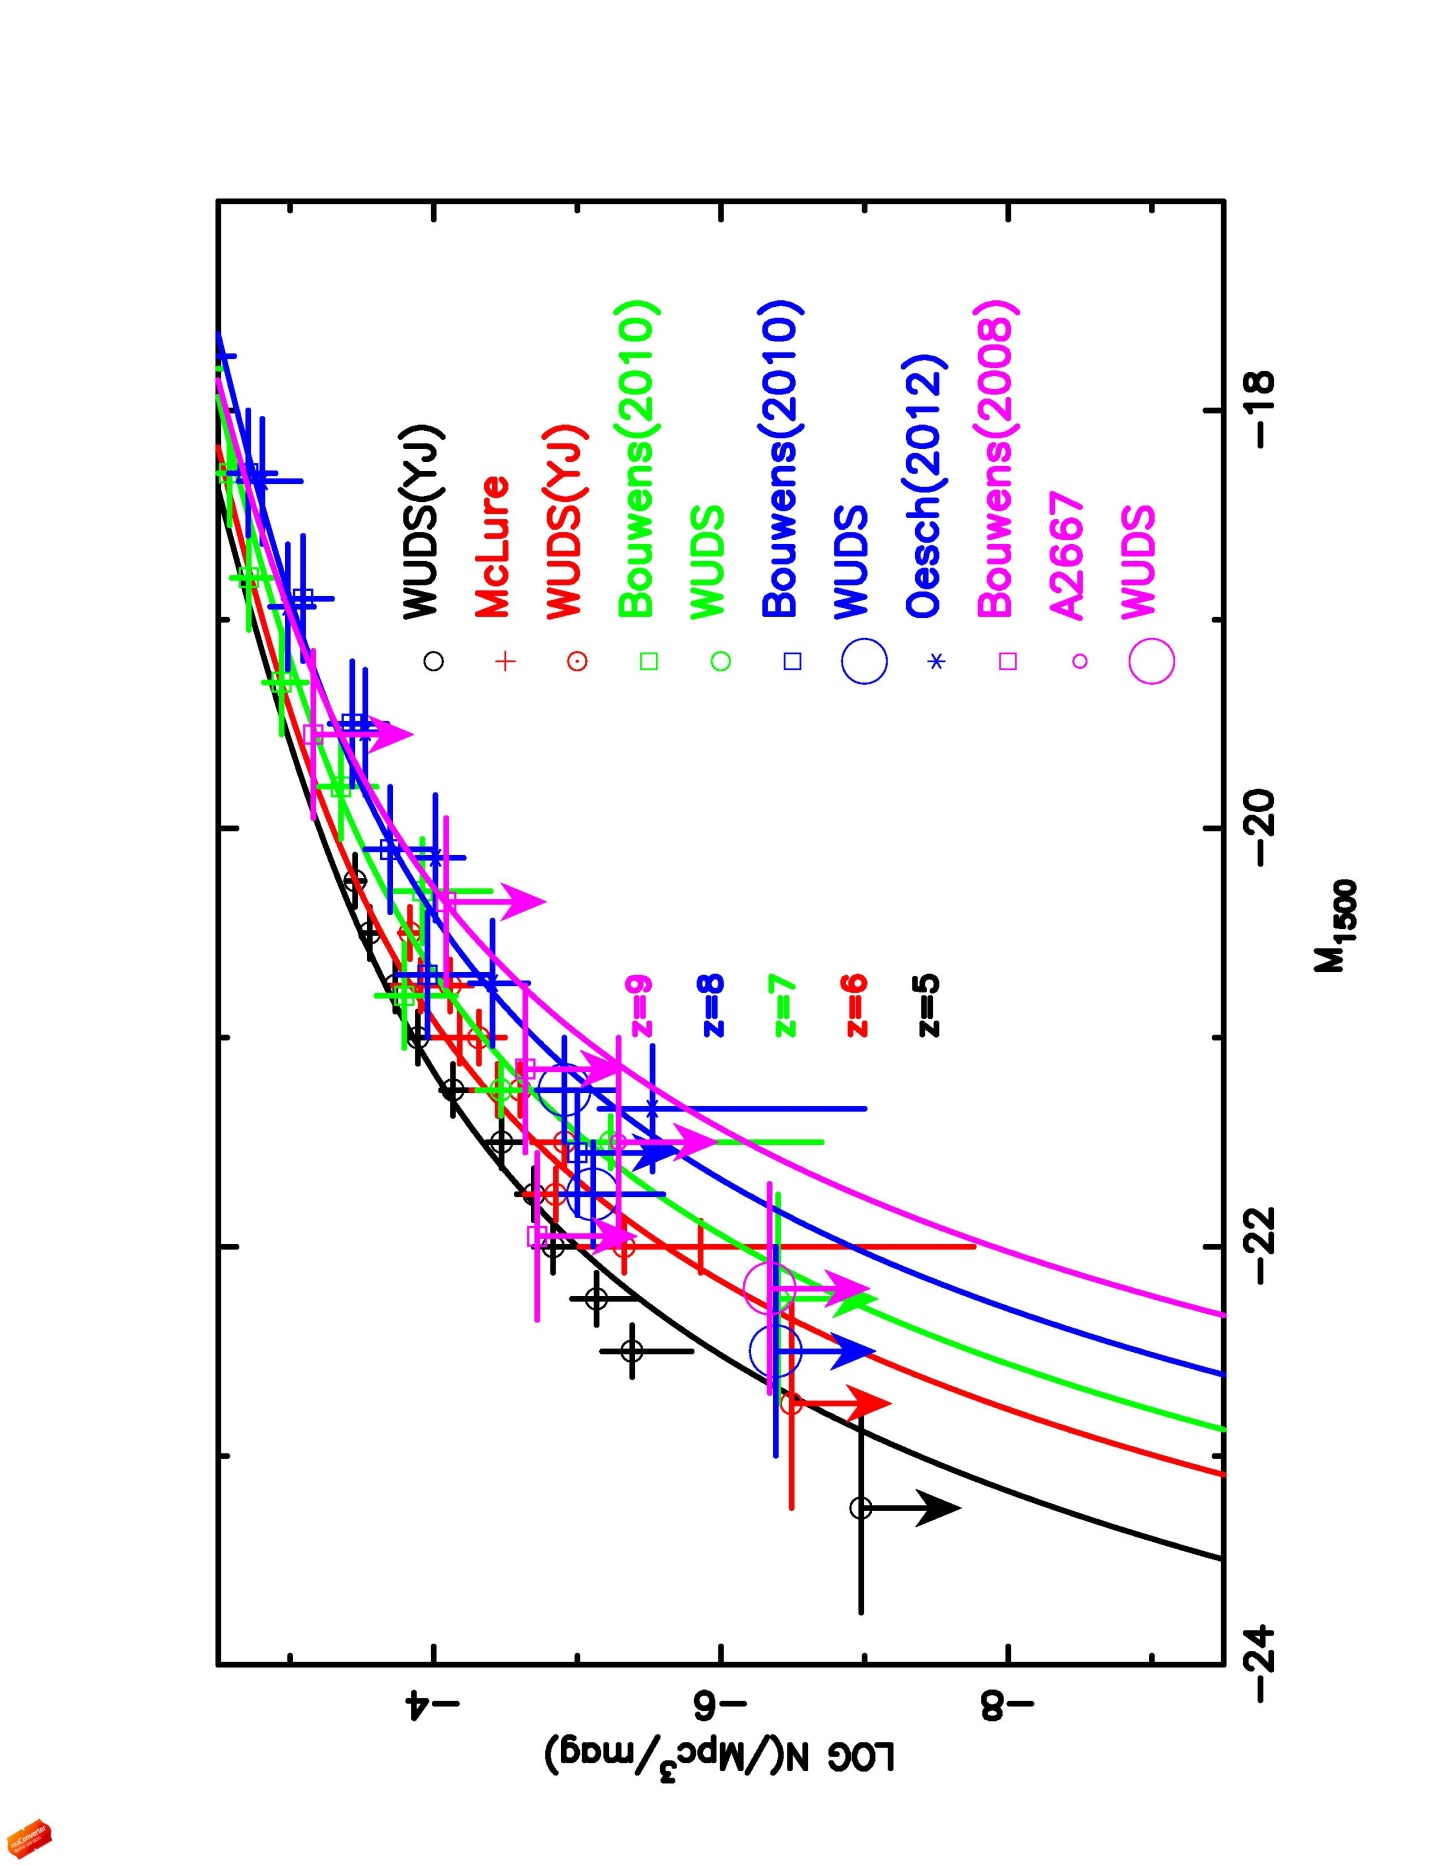 WUDS(YJ)
McLure
WUDS(YJ)
Bouwens(2010)
WUDS
Bouwens(2010)
WUDS
Oesch(2012)
Bouwens(2008)
A2667
WUDS
z=9
z=8
z=7
z=6
z=5
-4
-6
-8
LOG N(/Mpc³/mag)
-24
-22
-20
-18
M1500